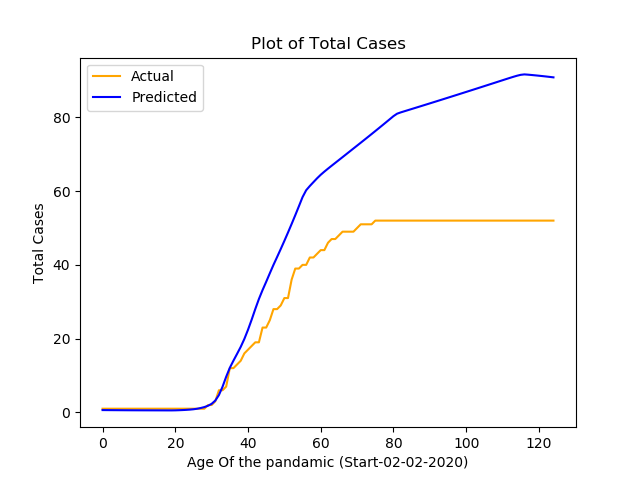 Plot of Total Cases
Actual
Predicted
80
60
40
20
0
Total Cases
0 20 40 60 80 100 120
Age Of the pandamic (Start-02-02-2020)